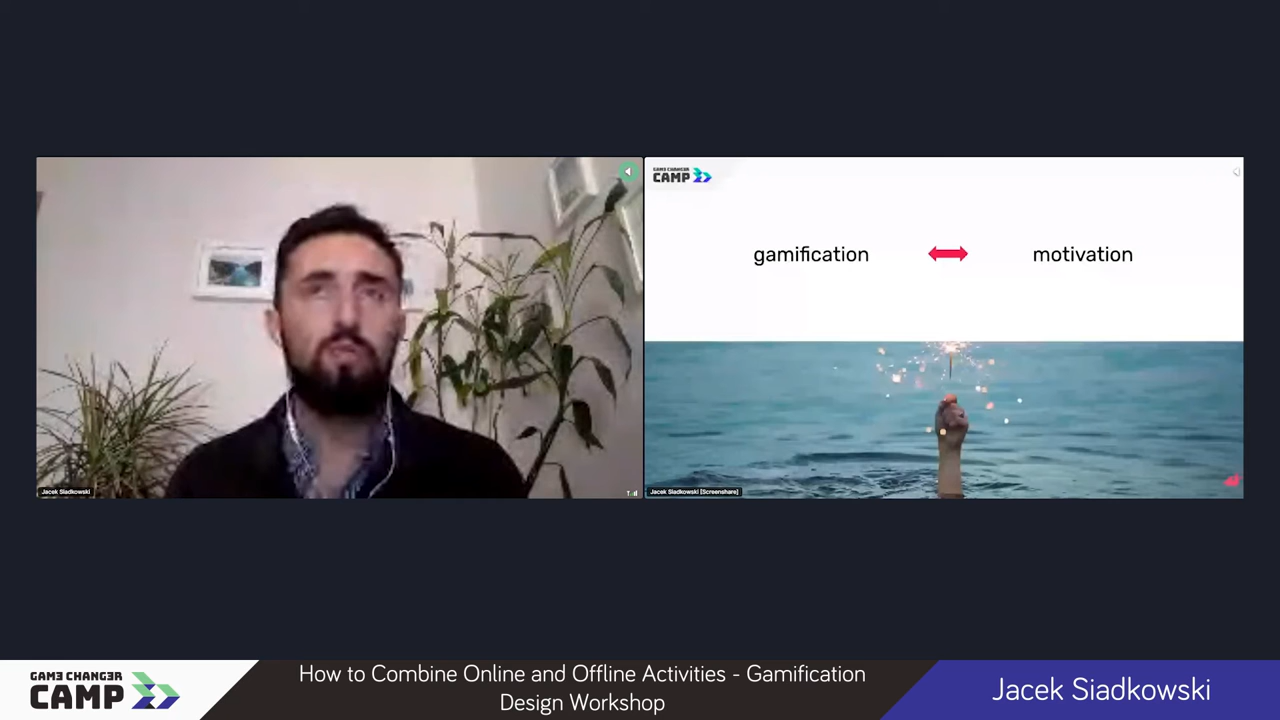 GAM3 CHANG3R
CAMP
gamification
motivation
Jacek Siadkowski
Jacek Siadkowski [Screenshare]
GAM3 CHANG3R
CAMP
How to Combine Online and Offline Activities - Gamification
Design Workshop
Jacek Siadkowski